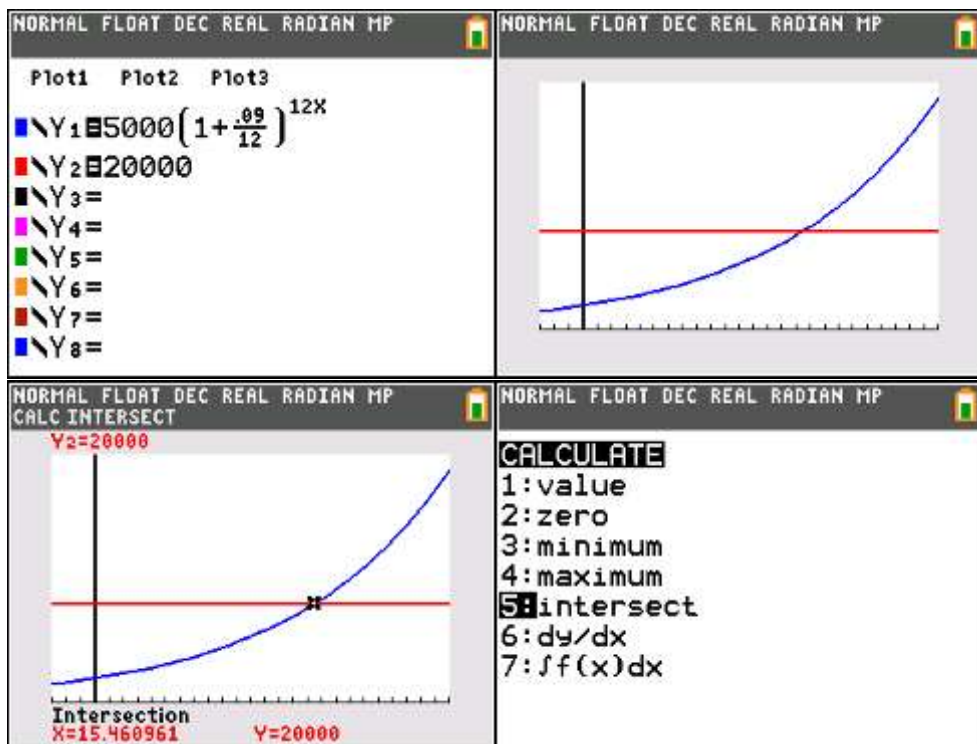 NORMAL FLOAT DEC REAL RADIAN MP
Plot1 Plot2 Plot3
\Y1=5000(1+.09/12)^12X
\Y2=20000
\Y3=
\Y4=
\Y5=
\Y6=
\Y7=
\Y8=
NORMAL FLOAT DEC REAL RADIAN MP
NORMAL FLOAT DEC REAL RADIAN MP
CALC INTERSECT
Y2=20000
Intersection
X=15.460961 Y=20000
NORMAL FLOAT DEC REAL RADIAN MP
CALCULATE
1:value
2:zero
3:minimum
4:maximum
5:intersect
6:dy/dx
7:∫f(x)dx